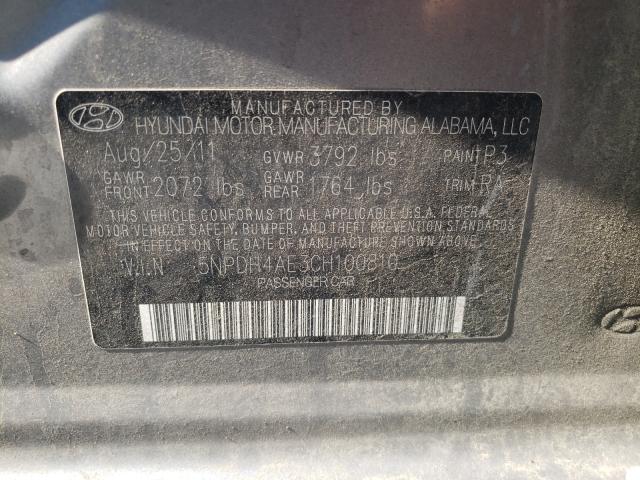 MANUFACTURED BY
HYUNDAI MOTOR MANUFACTURING ALABAMA, LLC
Aug/25/11 GVWR 3792 lbs PAINT P3
GAWR FRONT 2072 lbs GAWR REAR 1764 lbs TRIM RA
THIS VEHICLE CONFORMS TO ALL APPLICABLE U.S.A. FEDERAL
MOTOR VEHICLE SAFETY, BUMPER, AND THEFT PREVENTION STANDARDS
IN EFFECT ON THE DATE OF MANUFACTURE SHOWN ABOVE.
V.I.N 5NPDH4AE3CH100810
PASSENGER CAR